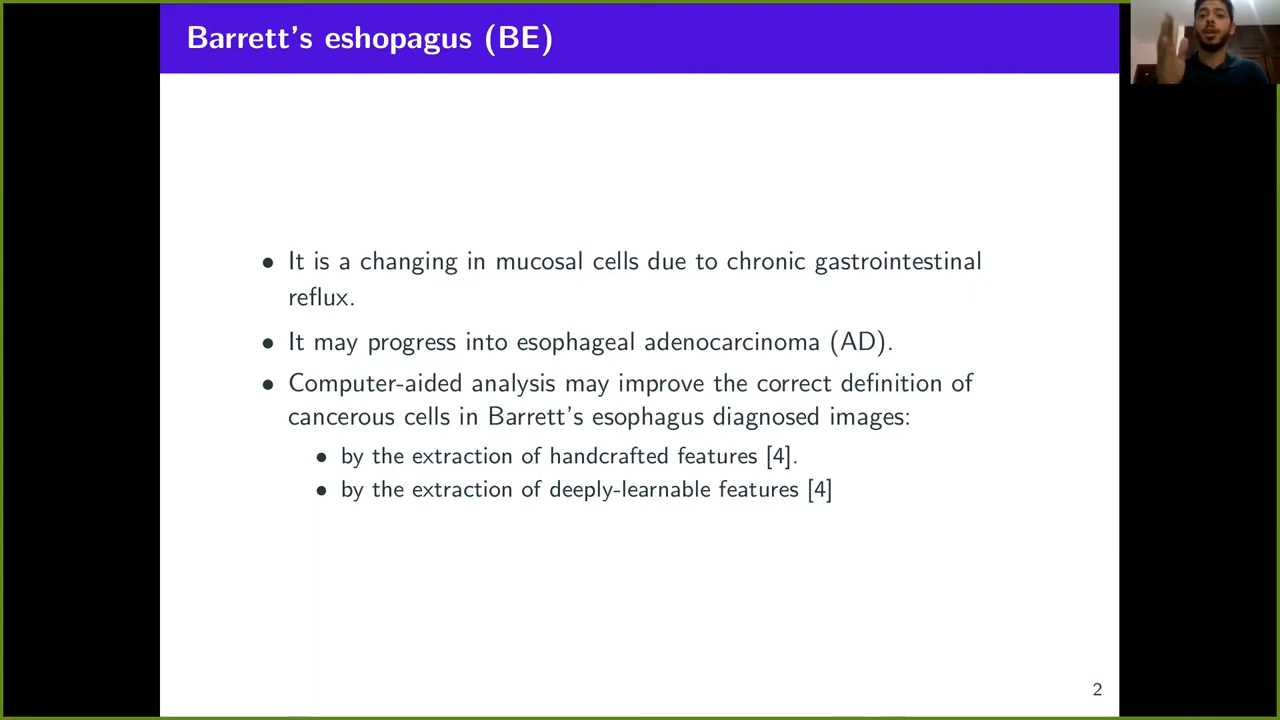 Barrett's eshopagus (BE)
• It is a changing in mucosal cells due to chronic gastrointestinal
reflux.
• It may progress into esophageal adenocarcinoma (AD).
• Computer-aided analysis may improve the correct definition of
cancerous cells in Barrett's esophagus diagnosed images:
• by the extraction of handcrafted features [4].
• by the extraction of deeply-learnable features [4]
2